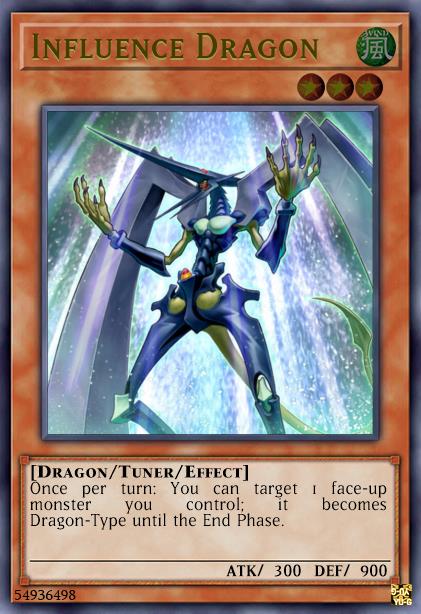 INFLUENCE DRAGON
WIND
風
[DRAGON/TUNER/EFFECT]
Once per turn: You can target 1 face-up
monster you control; it becomes
Dragon-Type until the End Phase.
ATK/ 300 DEF/ 900
54936498